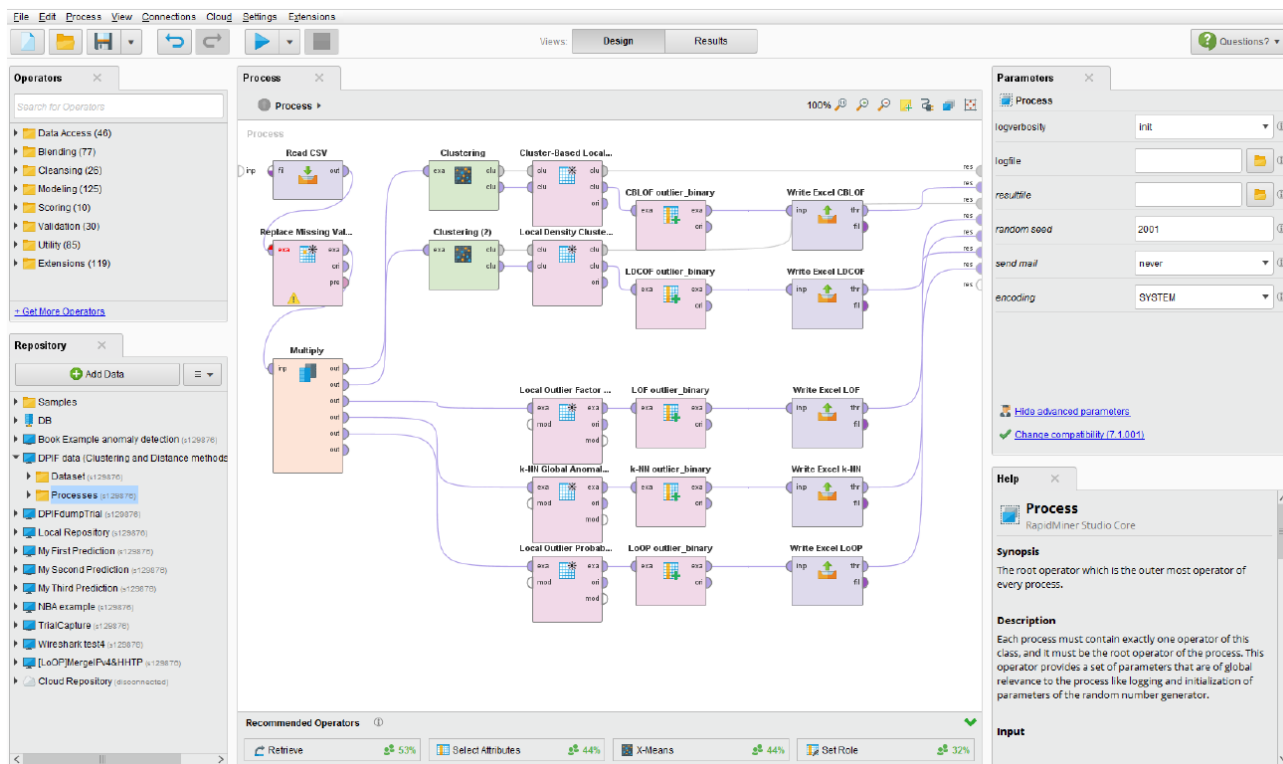 File Edit Process View Connections Cloud Settings Extensions
Views: Design Results
Questions?
Operators
Search for Operators
Data Access (46)
Blending (77)
Cleansing (26)
Modeling (125)
Scoring (10)
Validation (30)
Utility (85)
Extensions (119)
+ Get More Operators
Repository
Add Data
Samples
DB
Book Example anomaly detection (s129876)
DPIF data (Clustering and Distance methods
Dataset (s129876)
Processes (s129876)
DPIFdumpTrial (s129876)
Local Repository (s129876)
My First Prediction (s129876)
My Second Prediction (s129876)
My Third Prediction (s129876)
NBA example (s129876)
TrialCapture (s129876)
Wireshark test4 (s129876)
[LoOP]MergeIPv4&HHTP (s129876)
Cloud Repository (disconnected)
Process
Process
100%
Process
Read CSV
inp fil out
Replace Missing Val...
exa exa
ori
pre
Multiply
inp out
out
out
out
out
out
Clustering
exa clu
clu
Clustering (2)
exa clu
clu
Cluster-Based Local...
clu clu
clu clu
ori
Local Density Cluste...
clu clu
clu clu
ori
CBLOF outlier_binary
exa exa
ori
LDCOF outlier_binary
exa exa
ori
Write Excel CBLOF
inp thr
fil
Write Excel LDCOF
inp thr
fil
Local Outlier Factor ...
exa exa
mod ori
mod
LOF outlier_binary
exa exa
ori
Write Excel LOF
inp thr
fil
k-NN Global Anomal...
exa exa
mod ori
mod
k-NN outlier_binary
exa exa
ori
Write Excel k-NN
inp thr
fil
Local Outlier Probab...
exa exa
mod ori
mod
LoOP outlier_binary
exa exa
ori
Write Excel LoOP
inp thr
fil
res
res
res
res
res
res
res
res
Recommended Operators
Retrieve 53%
Select Attributes 44%
X-Means 44%
Set Role 32%
Parameters
Process
logverbosity init
logfile
resultfile
random seed 2001
send mail never
encoding SYSTEM
Hide advanced parameters
Change compatibility (7.1.001)
Help
Process
RapidMiner Studio Core
Synopsis
The root operator which is the outer most operator of
every process.
Description
Each process must contain exactly one operator of this
class, and it must be the root operator of the process. This
operator provides a set of parameters that are of global
relevance to the process like logging and initialization of
parameters of the random number generator.
Input